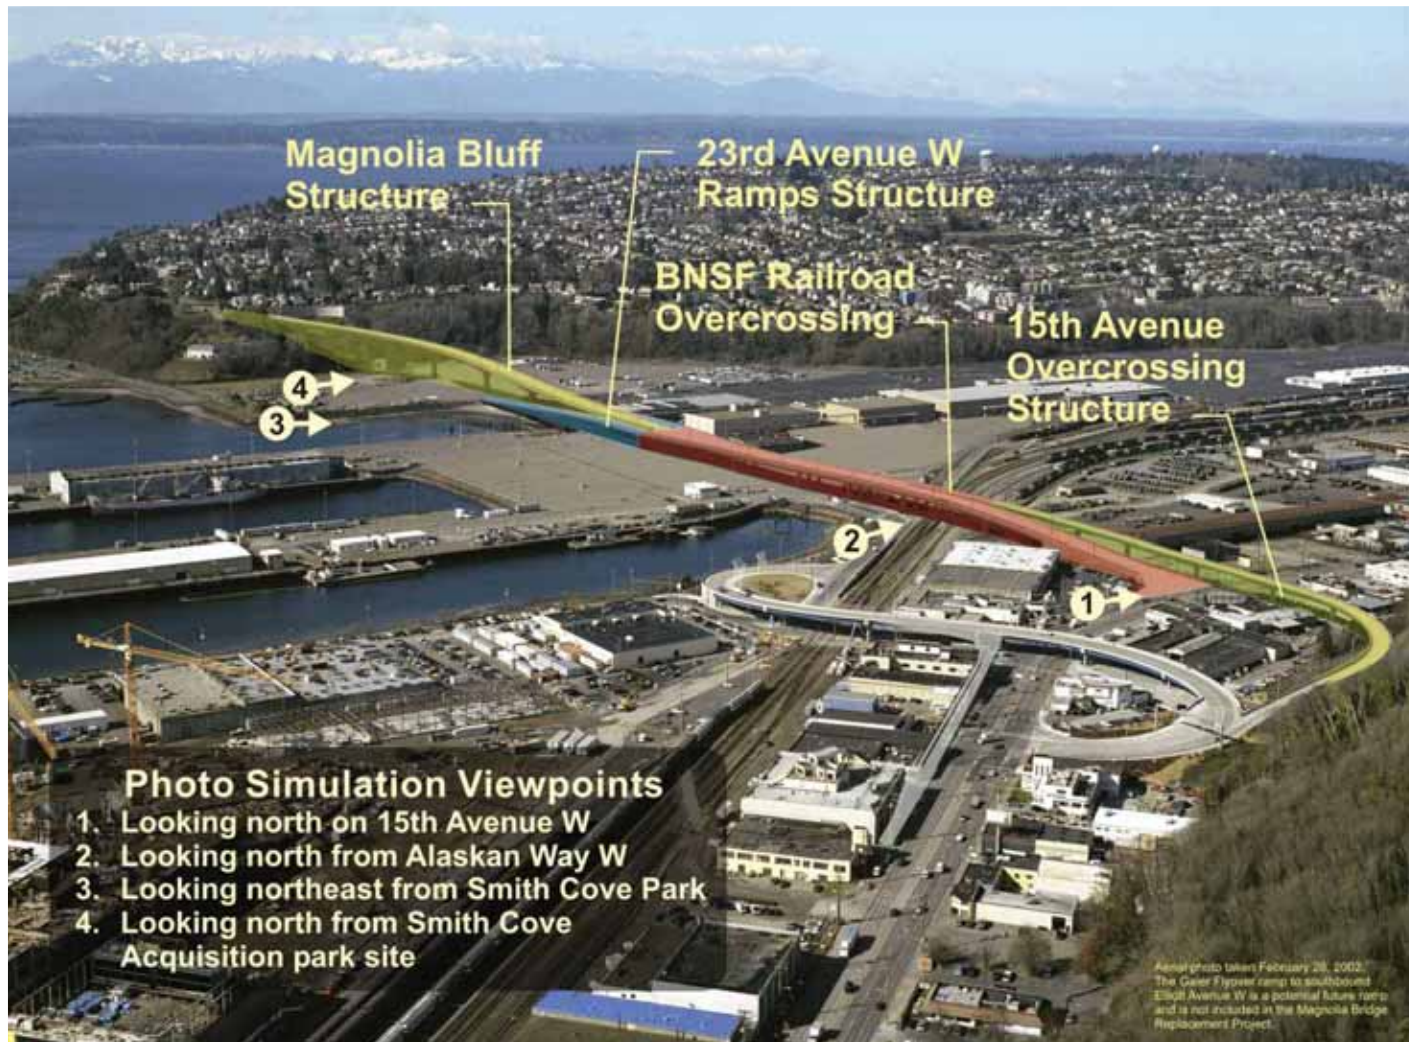 Magnolia Bluff
Structure
23rd Avenue W
Ramps Structure
BNSF Railroad
Overcrossing
15th Avenue
Overcrossing
Structure
4
3
2
1
Photo Simulation Viewpoints
1. Looking north on 15th Avenue W
2. Looking north from Alaskan Way W
3. Looking northeast from Smith Cove Park
4. Looking north from Smith Cove
Acquisition park site
Aerial photo taken February 28, 2002.
The Galer Flyover ramp to southbound
Elliott Avenue W is a potential future ramp
and is not included in the Magnolia Bridge
Replacement Project.